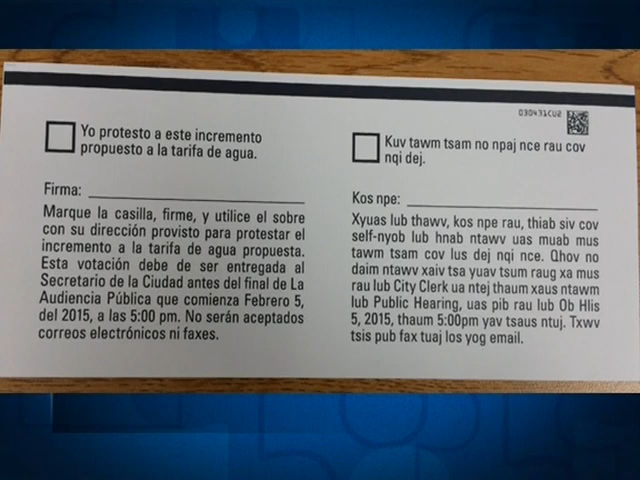 Yo protesto a este incremento
propuesto a la tarifa de agua.
Firma:
Marque la casilla, firme, y utilice el sobre
con su dirección provisto para protestar el
incremento a la tarifa de agua propuesta.
Esta votación debe de ser entregada al
Secretario de la Ciudad antes del final de La
Audiencia Pública que comienza Febrero 5,
del 2015, a las 5:00 pm. No serán aceptados
correos electrónicos ni faxes.
030431CU2
Kuv tawm tsam no npaj nce rau cov
nqi dej.
Kos npe:
Xyuas lub thawv, kos npe rau, thiab siv cov
self-nyob lub hnab ntawv uas muab mus
tawm tsam cov lus dej nqi nce. Qhov no
daim ntawv xaiv tsa yuav tsum raug xa mus
rau lub City Clerk ua ntej thaum xaus ntawm
lub Public Hearing, uas pib rau lub Ob Hlis
5, 2015, thaum 5:00pm yav tsaus ntuj. Txwv
tsis pub fax tuaj los yog email.